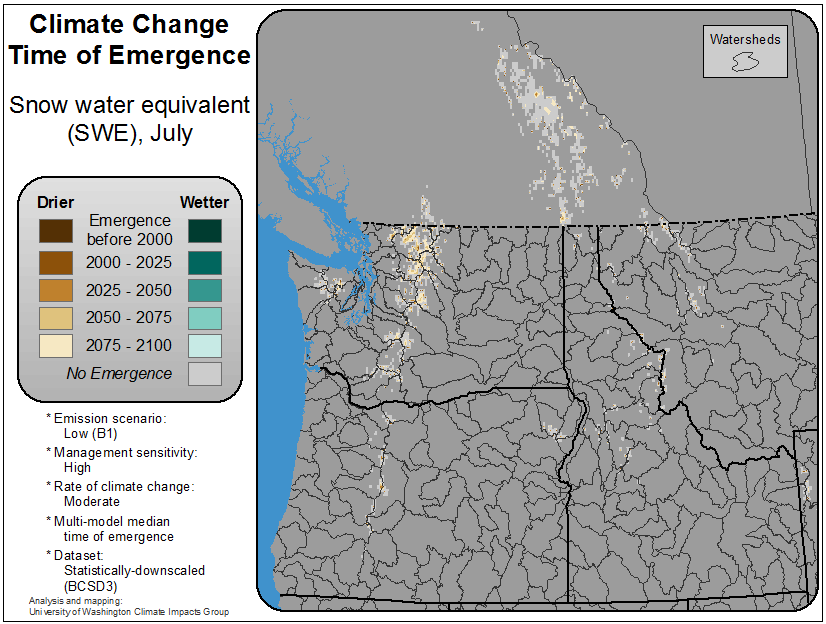 Climate Change
Time of Emergence
Snow water equivalent
(SWE), July
Watersheds
Drier
Wetter
Emergence
before 2000
2000 - 2025
2025 - 2050
2050 - 2075
2075 - 2100
No Emergence
* Emission scenario:
Low (B1)
* Management sensitivity:
High
* Rate of climate change:
Moderate
* Multi-model median
time of emergence
* Dataset:
Statistically-downscaled
(BCSD3)
Analysis and mapping:
University of Washington Climate Impacts Group